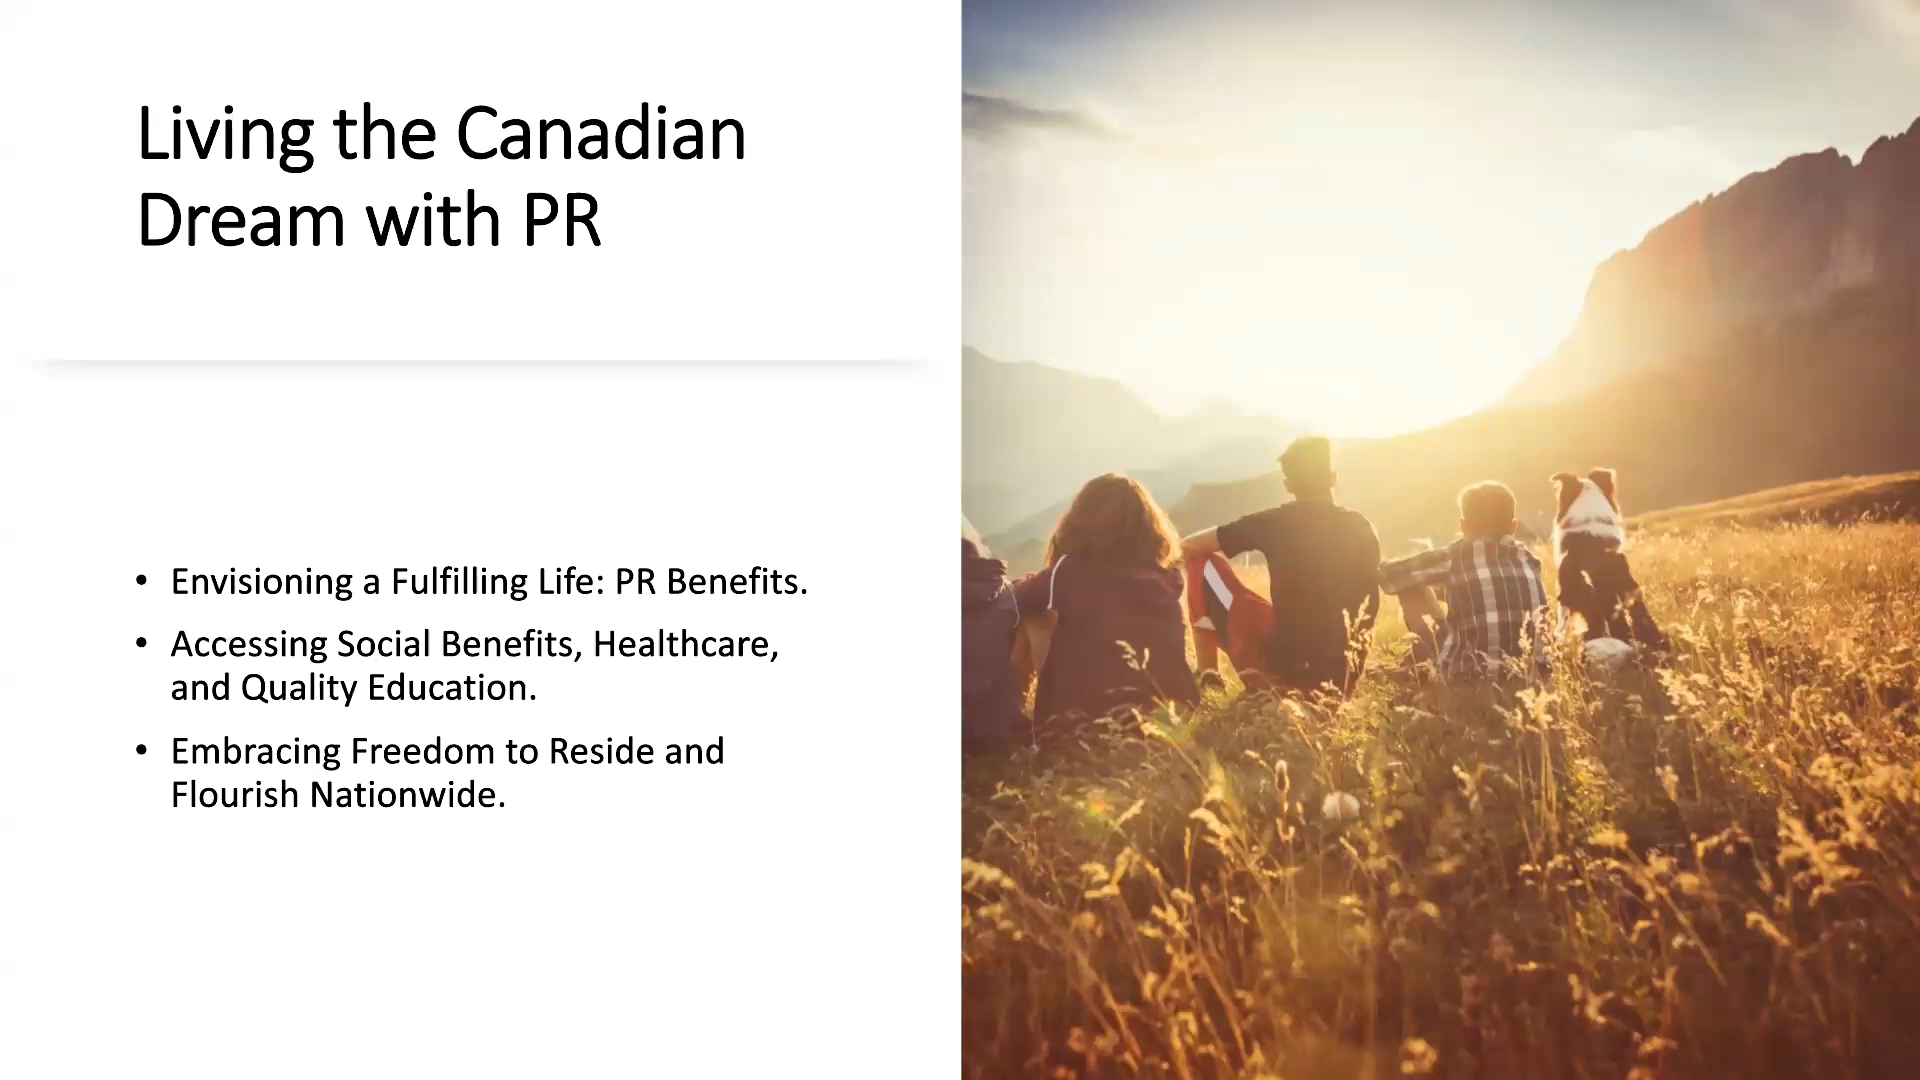 Living the Canadian
Dream with PR
• Envisioning a Fulfilling Life: PR Benefits.
• Accessing Social Benefits, Healthcare,
and Quality Education.
• Embracing Freedom to Reside and
Flourish Nationwide.